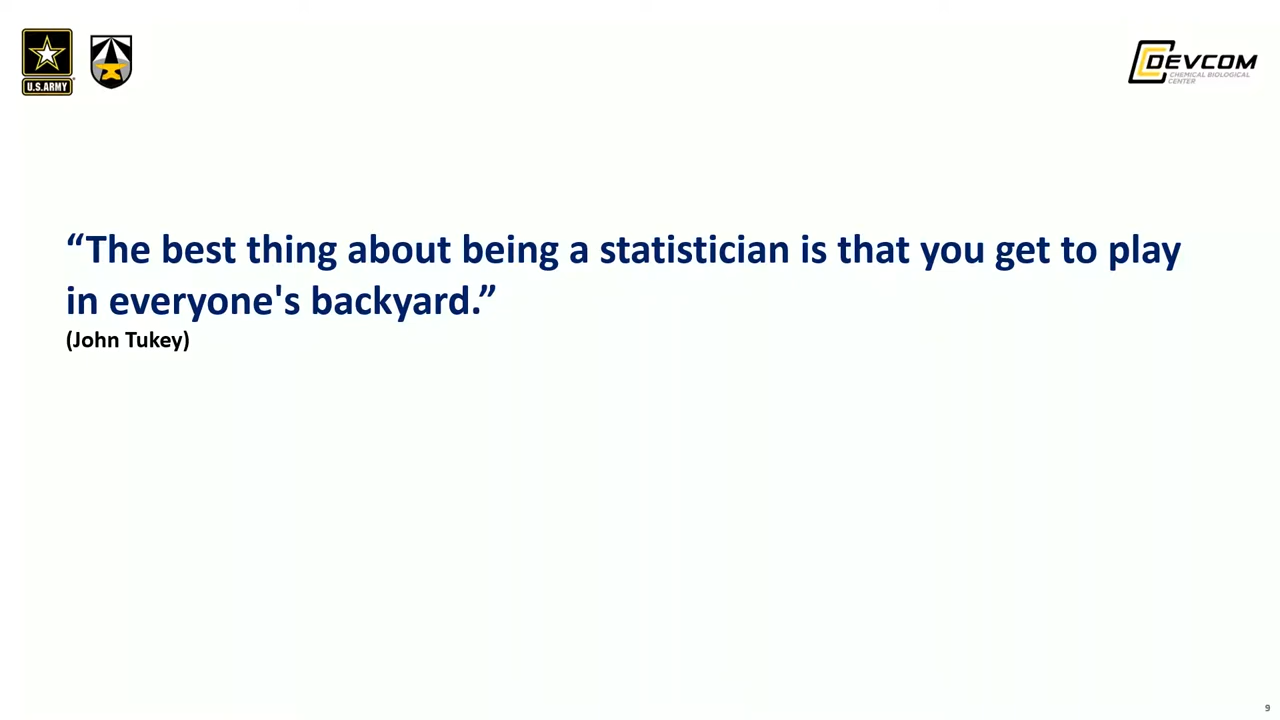 U.S.ARMY
DEVCOM
CHEMICAL BIOLOGICAL
CENTER
“The best thing about being a statistician is that you get to play
in everyone's backyard.”
(John Tukey)
9